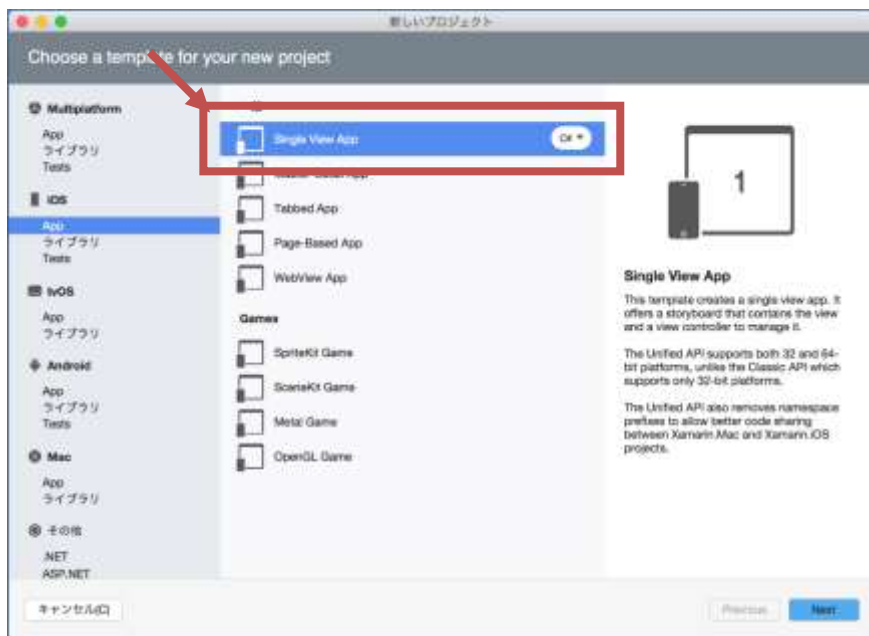 新しいプロジェクト
Choose a template for your new project
Multiplatform
App
ライブラリ
Tests
iOS
App
ライブラリ
Tests
tvOS
App
ライブラリ
Android
App
ライブラリ
Tests
Mac
App
ライブラリ
その他
.NET
ASP.NET
Single View App
C#
Master-Detail App
Tabbed App
Page-Based App
WebView App
Games
SpriteKit Game
SceneKit Game
Metal Game
OpenGL Game
1
Single View App
This template creates a single view app. It
offers a storyboard that contains the view
and a view controller to manage it.
The Unified API supports both 32 and 64-
bit platforms, unlike the Classic API which
supports only 32-bit platforms.
The Unified API also removes namespace
prefixes to allow better code sharing
between Xamarin.Mac and Xamarin.iOS
projects.
キャンセル(C)
Previous
Next